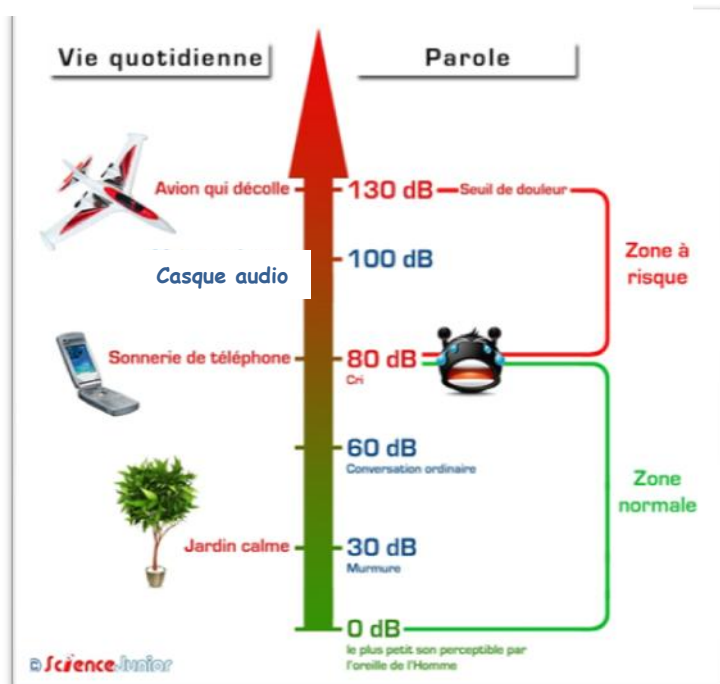 Vie quotidienne
Parole
Avion qui décolle
130 dB
Seuil de douleur
100 dB
Zone à
risque
Casque audio
Sonnerie de téléphone
80 dB
Cri
60 dB
Conversation ordinaire
Zone
normale
Jardin calme
30 dB
Murmure
0 dB
le plus petit son perceptible par
l'oreille de l'Homme
© Science Junior